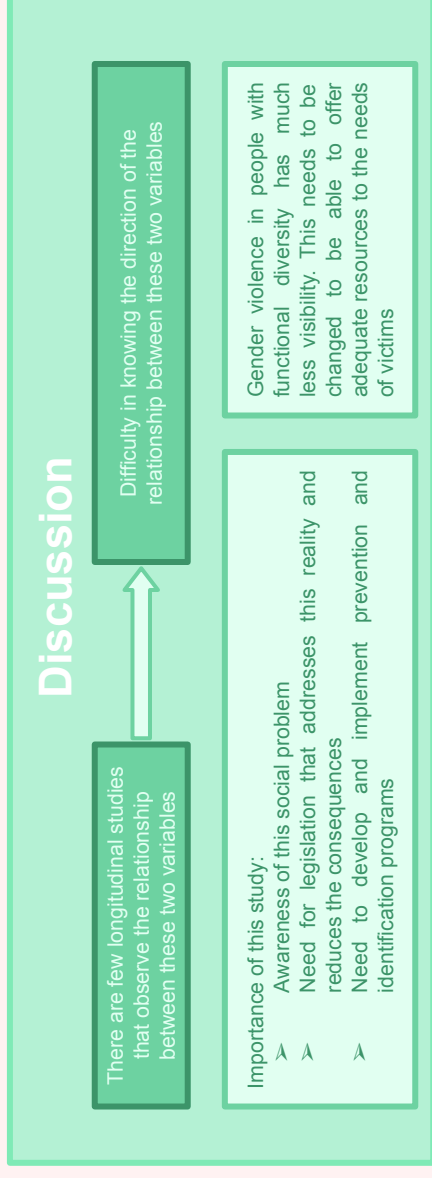 Discussion
There are few longitudinal studies
that observe the relationship
between these two variables
Difficulty in knowing the direction of the
relationship between these two variables
Importance of this study:
➢ Awareness of this social problem
➢ Need for legislation that addresses this reality and
reduces the consequences
➢ Need to develop and implement prevention and
identification programs
Gender violence in people with
functional diversity has much
less visibility. This needs to be
changed to be able to offer
adequate resources to the needs
of victims